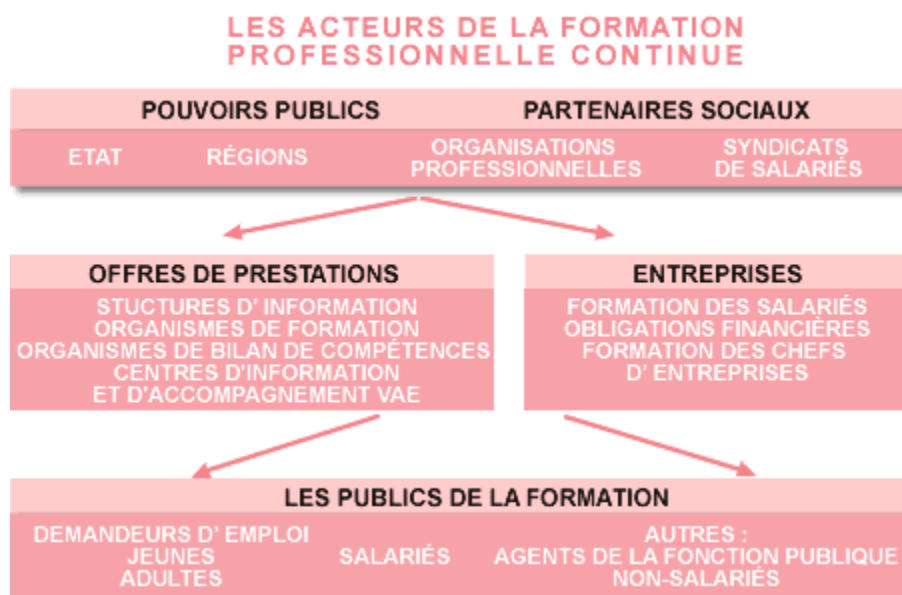 LES ACTEURS DE LA FORMATION
PROFESSIONNELLE CONTINUE
POUVOIRS PUBLICS
PARTENAIRES SOCIAUX
ETAT
RÉGIONS
ORGANISATIONS
PROFESSIONNELLES
SYNDICATS
DE SALARIÉS
OFFRES DE PRESTATIONS
STUCTURES D' INFORMATION
ORGANISMES DE FORMATION
ORGANISMES DE BILAN DE COMPÉTENCES
CENTRES D'INFORMATION
ET D'ACCOMPAGNEMENT VAE
ENTREPRISES
FORMATION DES SALARIÉS
OBLIGATIONS FINANCIÈRES
FORMATION DES CHEFS
D' ENTREPRISES
LES PUBLICS DE LA FORMATION
DEMANDEURS D' EMPLOI
JEUNES
ADULTES
SALARIÉS
AUTRES :
AGENTS DE LA FONCTION PUBLIQUE
NON-SALARIÉS